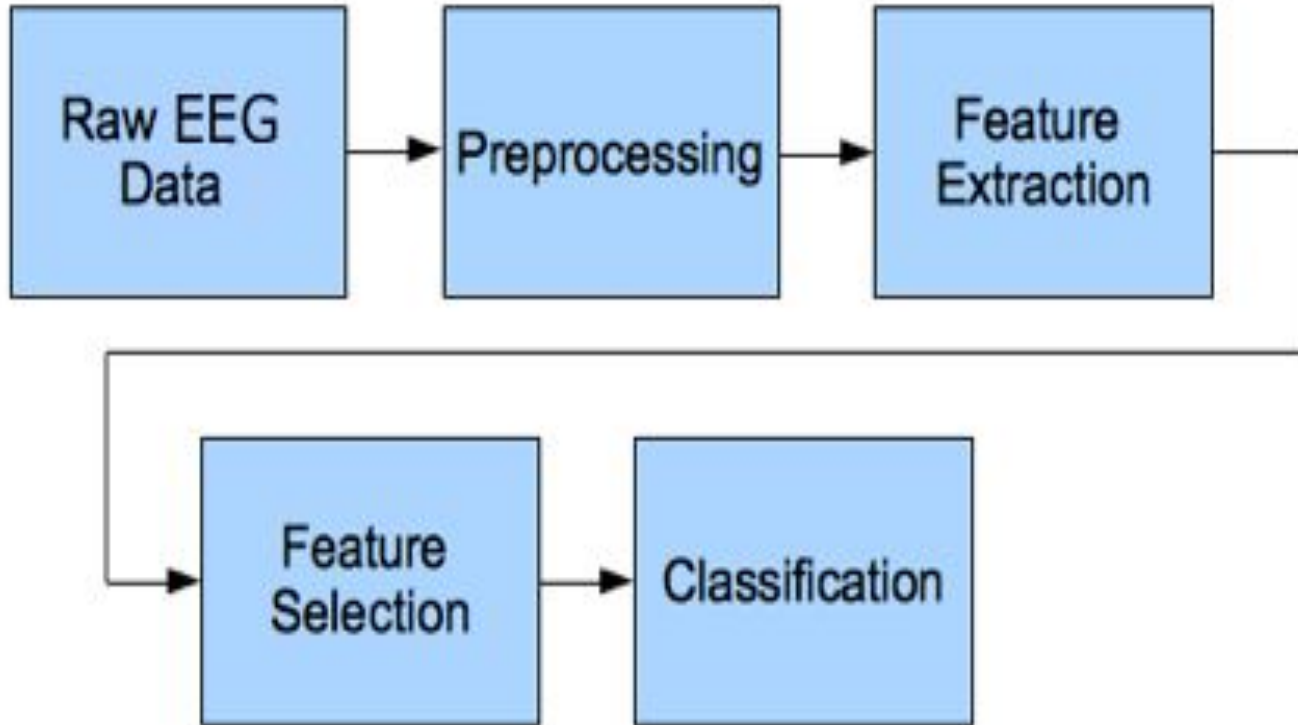 Raw EEG
Data
Preprocessing
Feature
Extraction
Feature
Selection
Classification